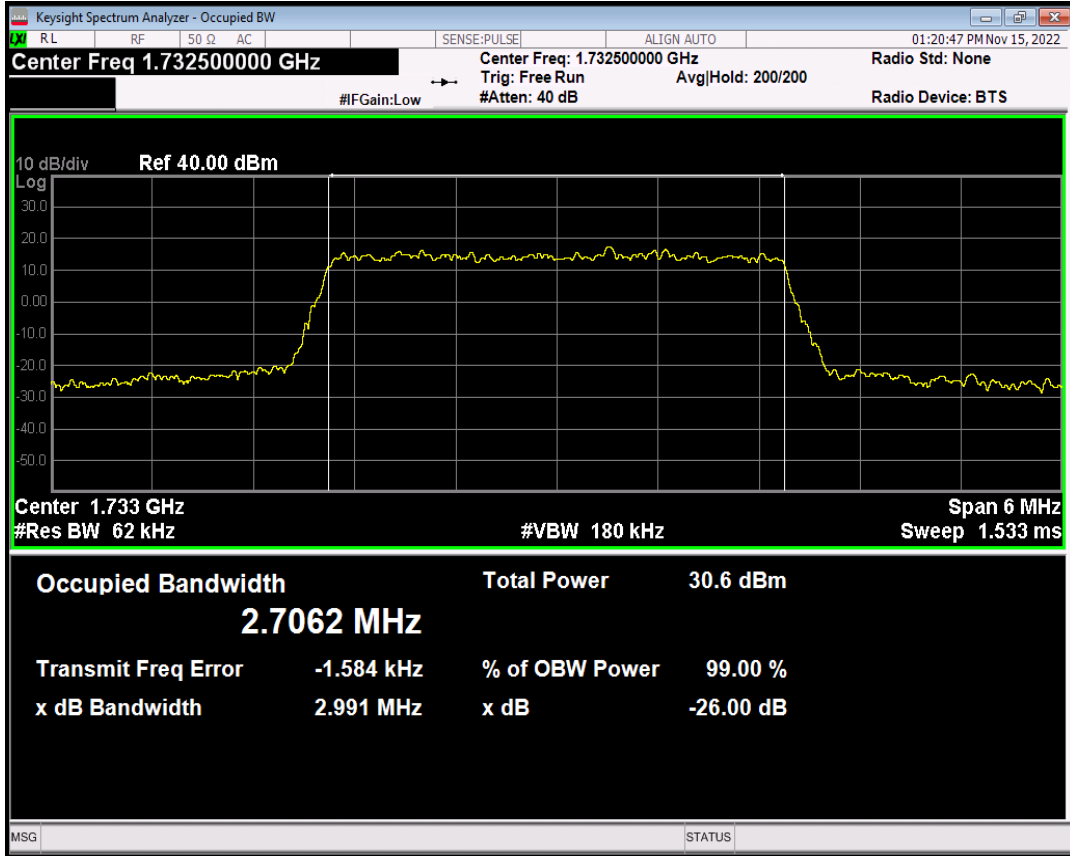 Keysight Spectrum Analyzer - Occupied BW
LXI RL RF 50 Ω AC SENSE:PULSE ALIGN AUTO 01:20:47 PM Nov 15, 2022
Center Freq 1.732500000 GHz Center Freq: 1.732500000 GHz Radio Std: None
Trig: Free Run Avg|Hold: 200/200
#IFGain:Low #Atten: 40 dB Radio Device: BTS
10 dB/div Ref 40.00 dBm
Log
30.0
20.0
10.0
0.00
-10.0
-20.0
-30.0
-40.0
-50.0
Center 1.733 GHz Span 6 MHz
#Res BW 62 kHz #VBW 180 kHz Sweep 1.533 ms
Occupied Bandwidth Total Power 30.6 dBm
2.7062 MHz
Transmit Freq Error -1.584 kHz % of OBW Power 99.00 %
x dB Bandwidth 2.991 MHz x dB -26.00 dB
MSG STATUS